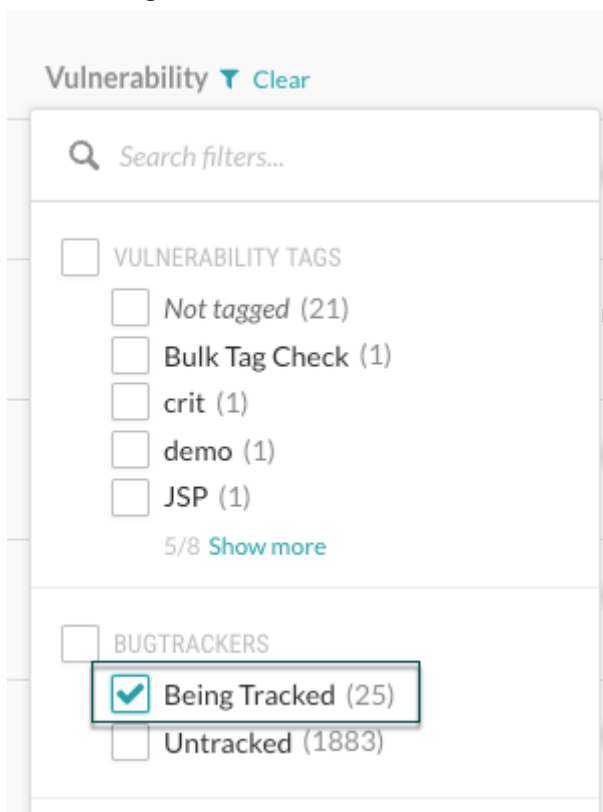 Vulnerability Clear
Search filters...
VULNERABILITY TAGS
Not tagged (21)
Bulk Tag Check (1)
crit (1)
demo (1)
JSP (1)
5/8 Show more
BUGTRACKERS
Being Tracked (25)
Untracked (1883)